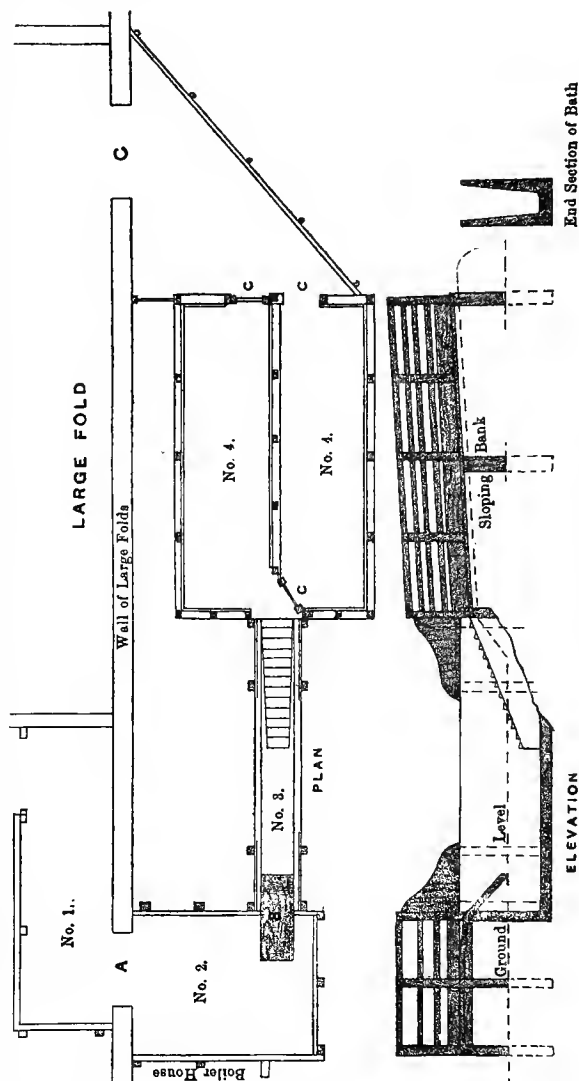 LARGE FOLD
Wall of Large Folds
C
No. 1..
A
No. 2.
Boiler House
B
No. 3.
No. 4.
No. 4.
C
C
C
PLAN
Ground
Level
Sloping
Bank
ELEVATION
End Section of Bath